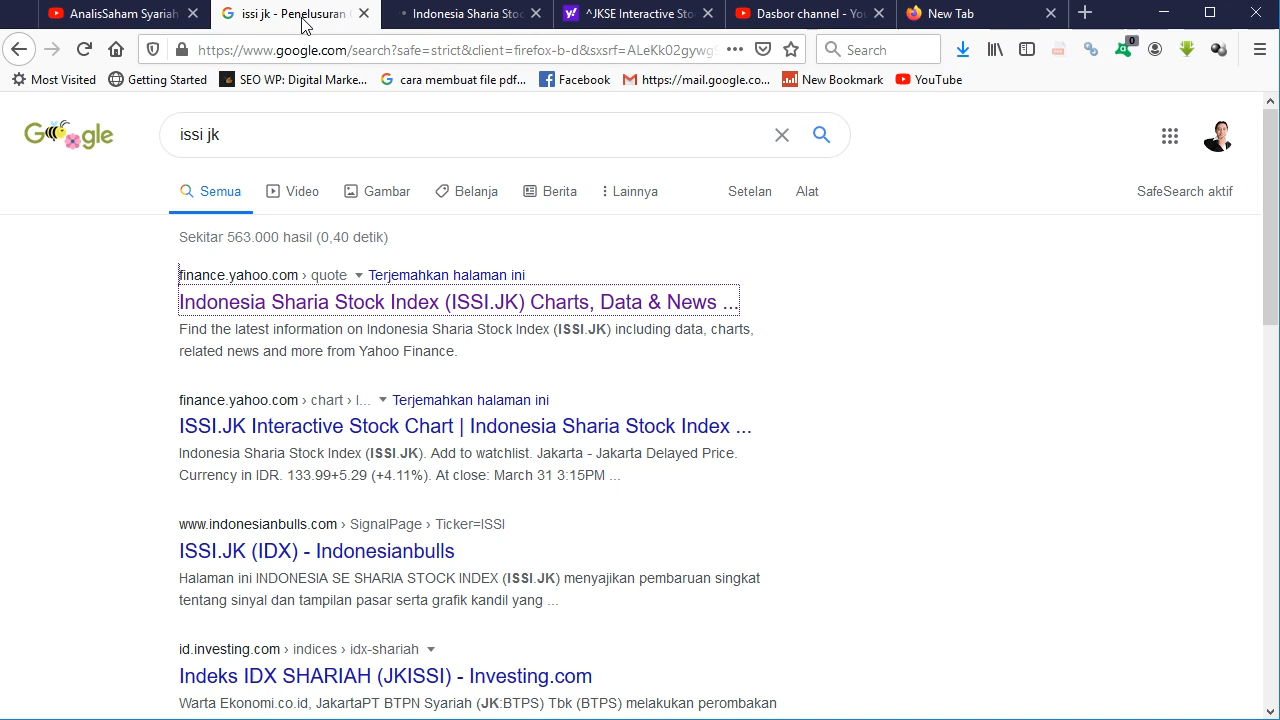 AnalisSaham Syariah
issi jk - Penelusuran
Indonesia Sharia Stoc
^JKSE Interactive Sto
Dasbor channel - Yo
New Tab
https://www.google.com/search?safe=strict&client=firefox-b-d&sxsrf=ALeKk02gywg
Search
0
Most Visited
Getting Started
SEO WP: Digital Marke...
cara membuat file pdf...
Facebook
https://mail.google.co...
New Bookmark
YouTube
Google
issi jk
Semua
Video
Gambar
Belanja
Berita
Lainnya
Setelan
Alat
SafeSearch aktif
Sekitar 563.000 hasil (0,40 detik)
finance.yahoo.com › quote Terjemahkan halaman ini
Indonesia Sharia Stock Index (ISSI.JK) Charts, Data & News ...
Find the latest information on Indonesia Sharia Stock Index (ISSI.JK) including data, charts,
related news and more from Yahoo Finance.
finance.yahoo.com › chart › I... Terjemahkan halaman ini
ISSI.JK Interactive Stock Chart | Indonesia Sharia Stock Index ...
Indonesia Sharia Stock Index (ISSI.JK). Add to watchlist. Jakarta - Jakarta Delayed Price.
Currency in IDR. 133.99+5.29 (+4.11%). At close: March 31 3:15PM ...
www.indonesianbulls.com › SignalPage › Ticker=ISSI
ISSI.JK (IDX) - Indonesianbulls
Halaman ini INDONESIA SE SHARIA STOCK INDEX (ISSI.JK) menyajikan pembaruan singkat
tentang sinyal dan tampilan pasar serta grafik kandil yang ...
id.investing.com › indices › idx-shariah
Indeks IDX SHARIAH (JKISSI) - Investing.com
Warta Ekonomi.co.id, JakartaPT BTPN Syariah (JK:BTPS) Tbk (BTPS) melakukan perombakan